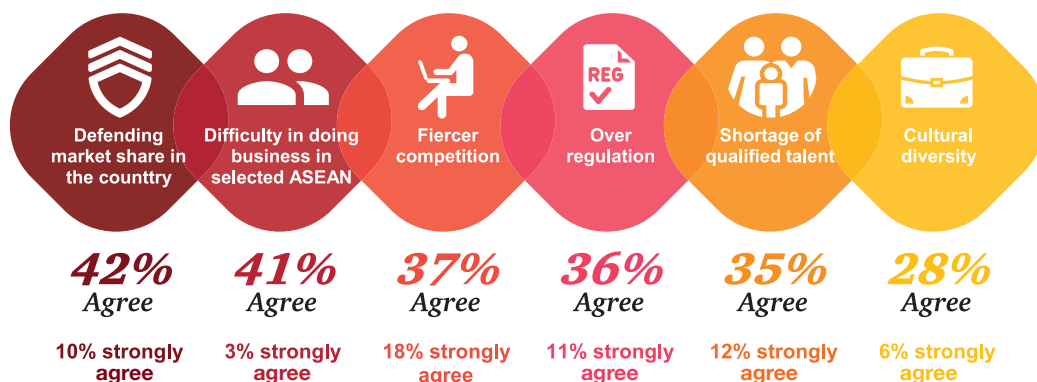 Defending
market share in
the counttry
Difficulty in doing
business in
selected ASEAN
Fiercer
competition
REG
Over
regulation
Shortage of
qualified talent
Cultural
diversity
42%
Agree
10% strongly
agree
41%
Agree
3% strongly
agree
37%
Agree
18% strongly
agree
36%
Agree
11% strongly
agree
35%
Agree
12% strongly
agree
28%
Agree
6% strongly
agree